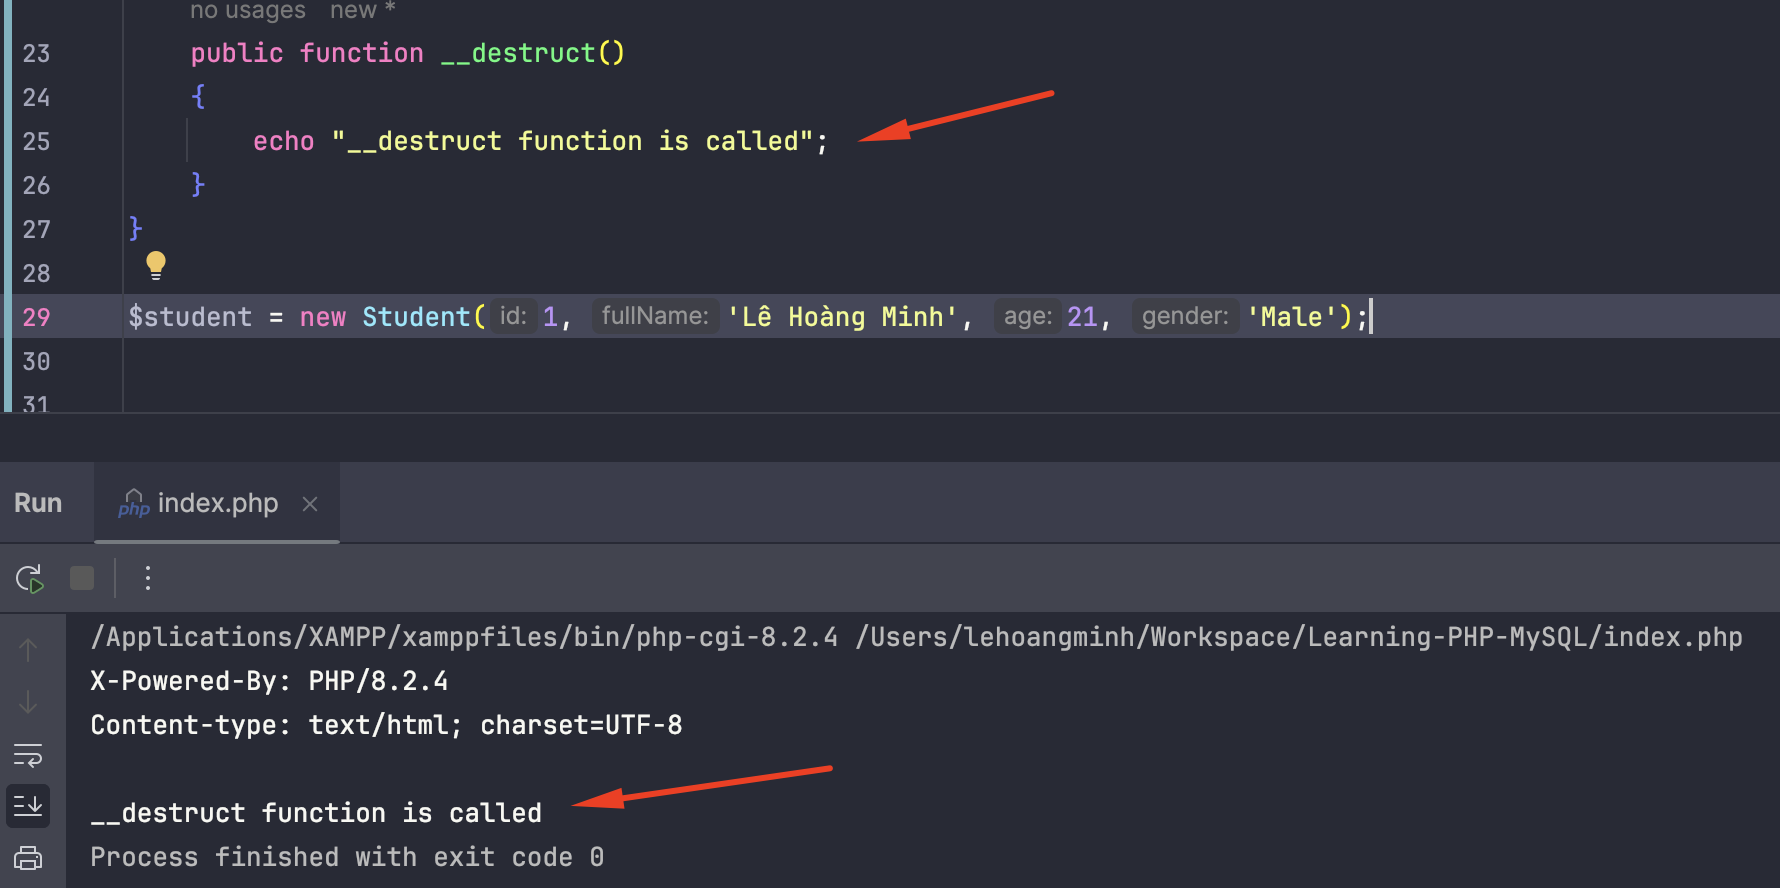 no usages new *
23 public function __destruct()
24 {
25 echo "__destruct function is called";
26 }
27 }
28
29 $student = new Student( id: 1, fullName: 'Lê Hoàng Minh', age: 21, gender: 'Male');
30
31
Run php index.php ×
/Applications/XAMPP/xamppfiles/bin/php-cgi-8.2.4 /Users/lehoangminh/Workspace/Learning-PHP-MySQL/index.php
X-Powered-By: PHP/8.2.4
Content-type: text/html; charset=UTF-8
__destruct function is called
Process finished with exit code 0